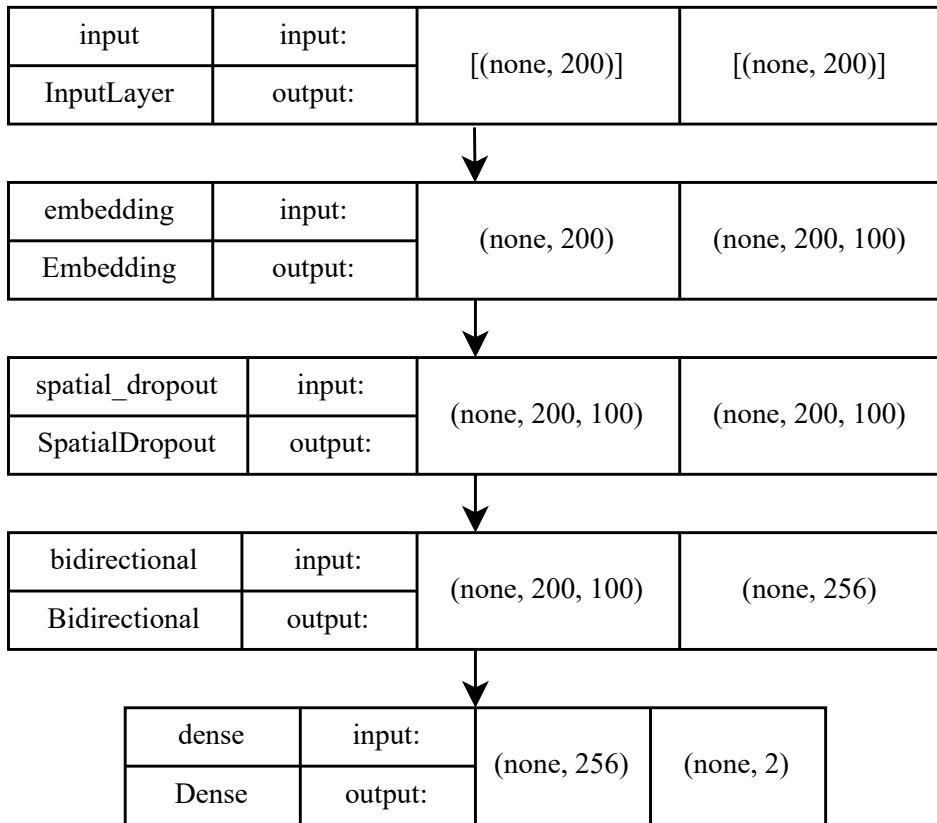 input input:
[(none, 200)] [(none, 200)]
InputLayer output:
embedding input:
(none, 200) (none, 200, 100)
Embedding output:
spatial_dropout input:
(none, 200, 100) (none, 200, 100)
SpatialDropout output:
bidirectional input:
(none, 200, 100) (none, 256)
Bidirectional output:
dense input:
(none, 256) (none, 2)
Dense output: